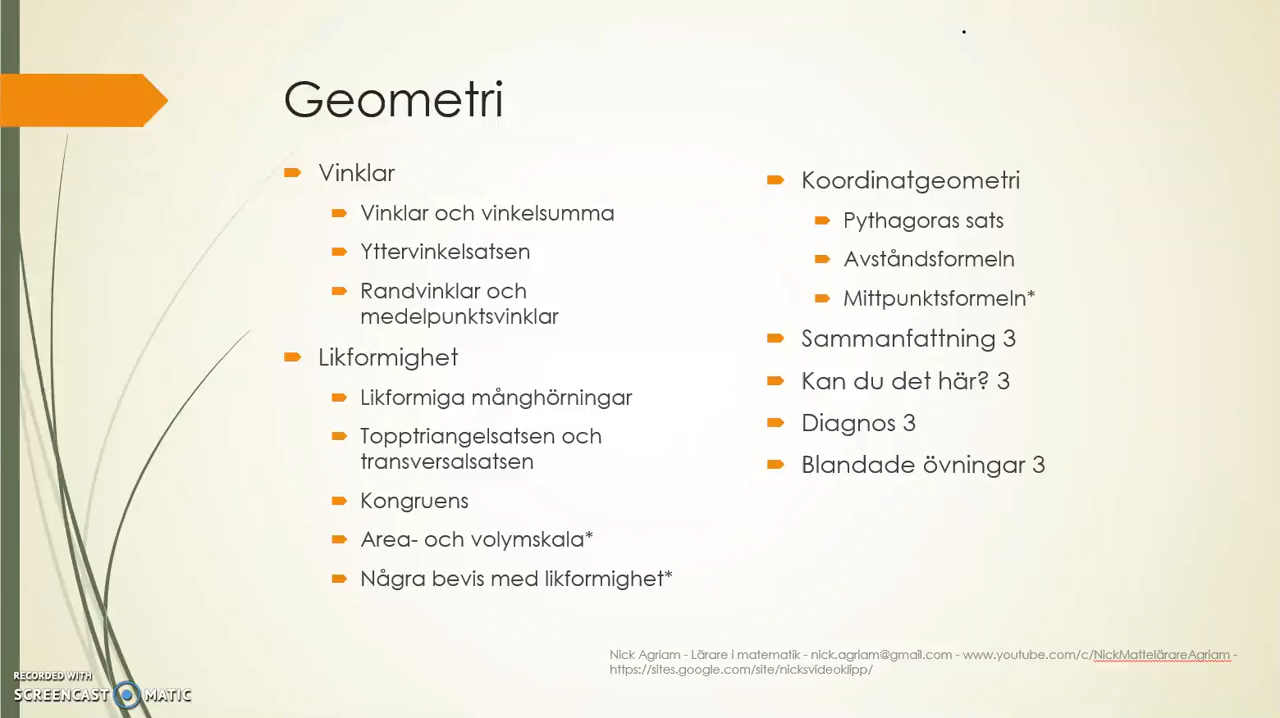 Geometri
Vinklar
Vinklar och vinkelsumma
Yttervinkelsatsen
Randvinklar och
medelpunktsvinklar
Likformighet
Likformiga månghörningar
Topptriangelsatsen och
transversalsatsen
Kongruens
Area- och volymskala*
Några bevis med likformighet*
Koordinatgeometri
Pythagoras sats
Avståndsformeln
Mittpunktsformeln*
Sammanfattning 3
Kan du det här? 3
Diagnos 3
Blandade övningar 3
Nick Agriam - Lärare i matematik - nick.agriam@gmail.com - www.youtube.com/c/NickMattelärareAgriam -
https://sites.google.com/site/nicksvideoklipp/
RECORDED WITH
SCREENCAST MATIC